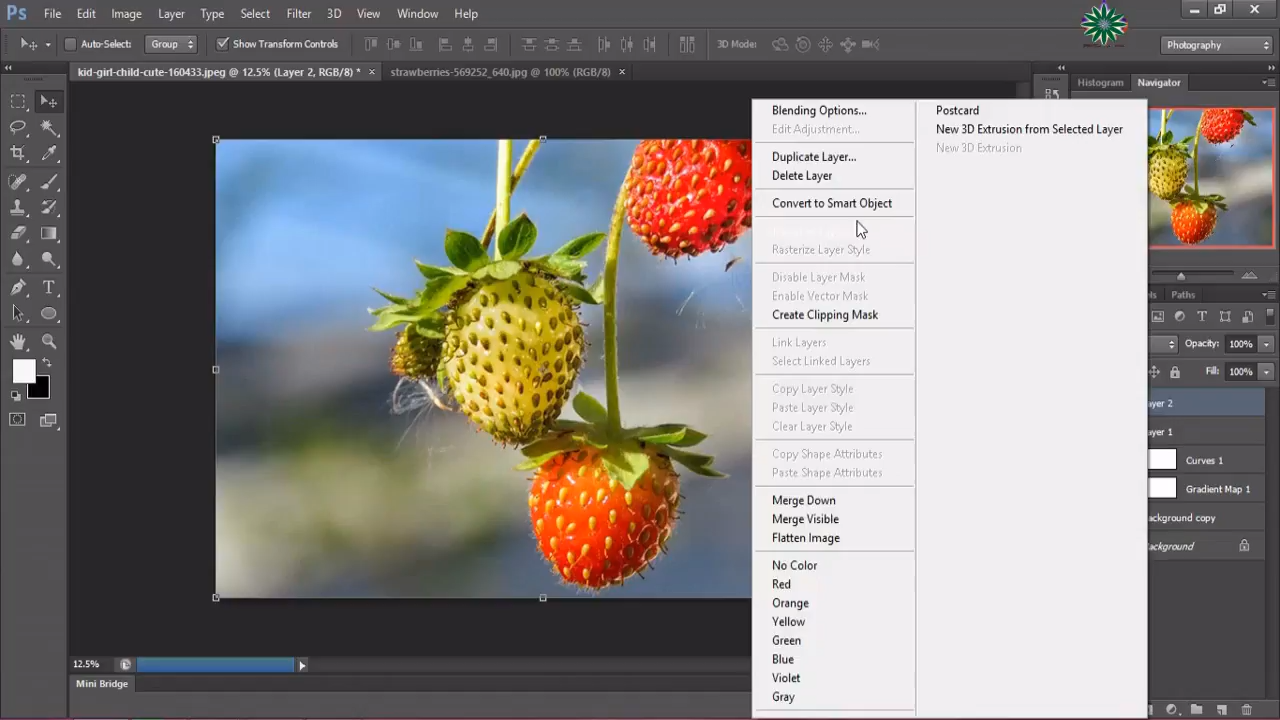 Ps File Edit Image Layer Type Select Filter 3D View Window Help
Auto-Select: Group Show Transform Controls 3D Mode: Photography
kid-girl-child-cute-160433.jpeg @ 12.5% (Layer 2, RGB/8) * × strawberries-569252_640.jpg @ 100% (RGB/8) ×
Histogram Navigator
Blending Options...
Edit Adjustment...
Duplicate Layer...
Delete Layer
Convert to Smart Object
Rasterize Layer Style
Disable Layer Mask
Enable Vector Mask
Create Clipping Mask
Link Layers
Select Linked Layers
Copy Layer Style
Paste Layer Style
Clear Layer Style
Copy Shape Attributes
Paste Shape Attributes
Merge Down
Merge Visible
Flatten Image
No Color
Red
Orange
Yellow
Green
Blue
Violet
Gray
Postcard
New 3D Extrusion from Selected Layer
New 3D Extrusion
els Paths
Opacity: 100%
Fill: 100%
ayer 2
ayer 1
Curves 1
Gradient Map 1
ackground copy
ackground
12.5%
Mini Bridge